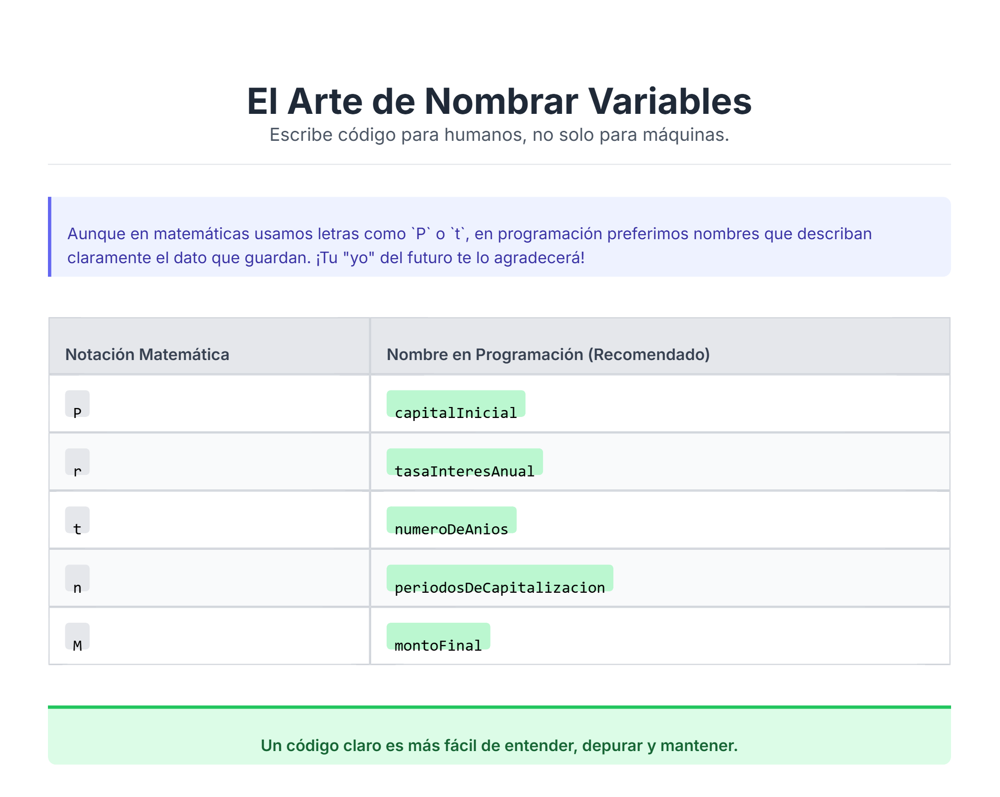 El Arte de Nombrar Variables
Escribe código para humanos, no solo para máquinas.
Aunque en matemáticas usamos letras como `P` o `t`, en programación preferimos nombres que describan
claramente el dato que guardan. ¡Tu "yo" del futuro te lo agradecerá!
Notación Matemática Nombre en Programación (Recomendado)
P capitalInicial
r tasaInteresAnual
t numeroDeAnios
n periodosDeCapitalizacion
M montoFinal
Un código claro es más fácil de entender, depurar y mantener.